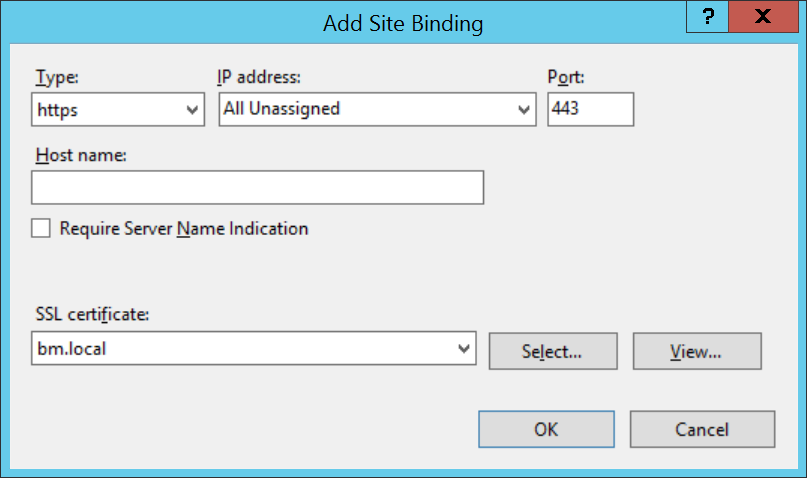 Add Site Binding
? X
Type: IP address: Port:
https All Unassigned 443
Host name:
Require Server Name Indication
SSL certificate:
bm.local Select... View...
OK Cancel